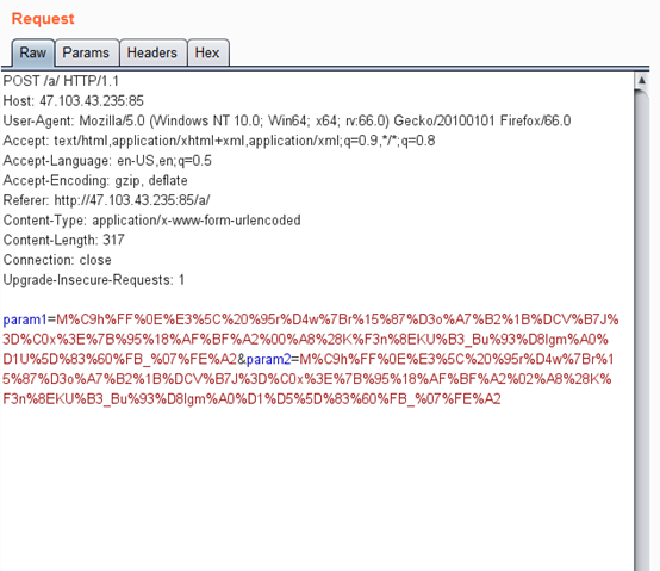 Request
Raw Params Headers Hex
POST /a/ HTTP/1.1
Host: 47.103.43.235:85
User-Agent: Mozilla/5.0 (Windows NT 10.0; Win64; x64; rv:66.0) Gecko/20100101 Firefox/66.0
Accept: text/html,application/xhtml+xml,application/xml;q=0.9,*/*;q=0.8
Accept-Language: en-US,en;q=0.5
Accept-Encoding: gzip, deflate
Referer: http://47.103.43.235:85/a/
Content-Type: application/x-www-form-urlencoded
Content-Length: 317
Connection: close
Upgrade-Insecure-Requests: 1
param1=M%C9h%FF%0E%E3%5C%20%95r%D4w%7Br%15%87%D3o%A7%B2%1B%DCV%B7J%
3D%C0x%3E%7B%95%18%AF%BF%A2%00%A8%28K%F3n%8EKU%B3_Bu%93%D8Igm%A0%
D1U%5D%83%60%FB_%07%FE%A2&param2=M%C9h%FF%0E%E3%5C%20%95r%D4w%7Br%1
5%87%D3o%A7%B2%1B%DCV%B7J%3D%C0x%3E%7B%95%18%AF%BF%A2%02%A8%28K%
F3n%8EKU%B3_Bu%93%D8Igm%A0%D1%D5%5D%83%60%FB_%07%FE%A2